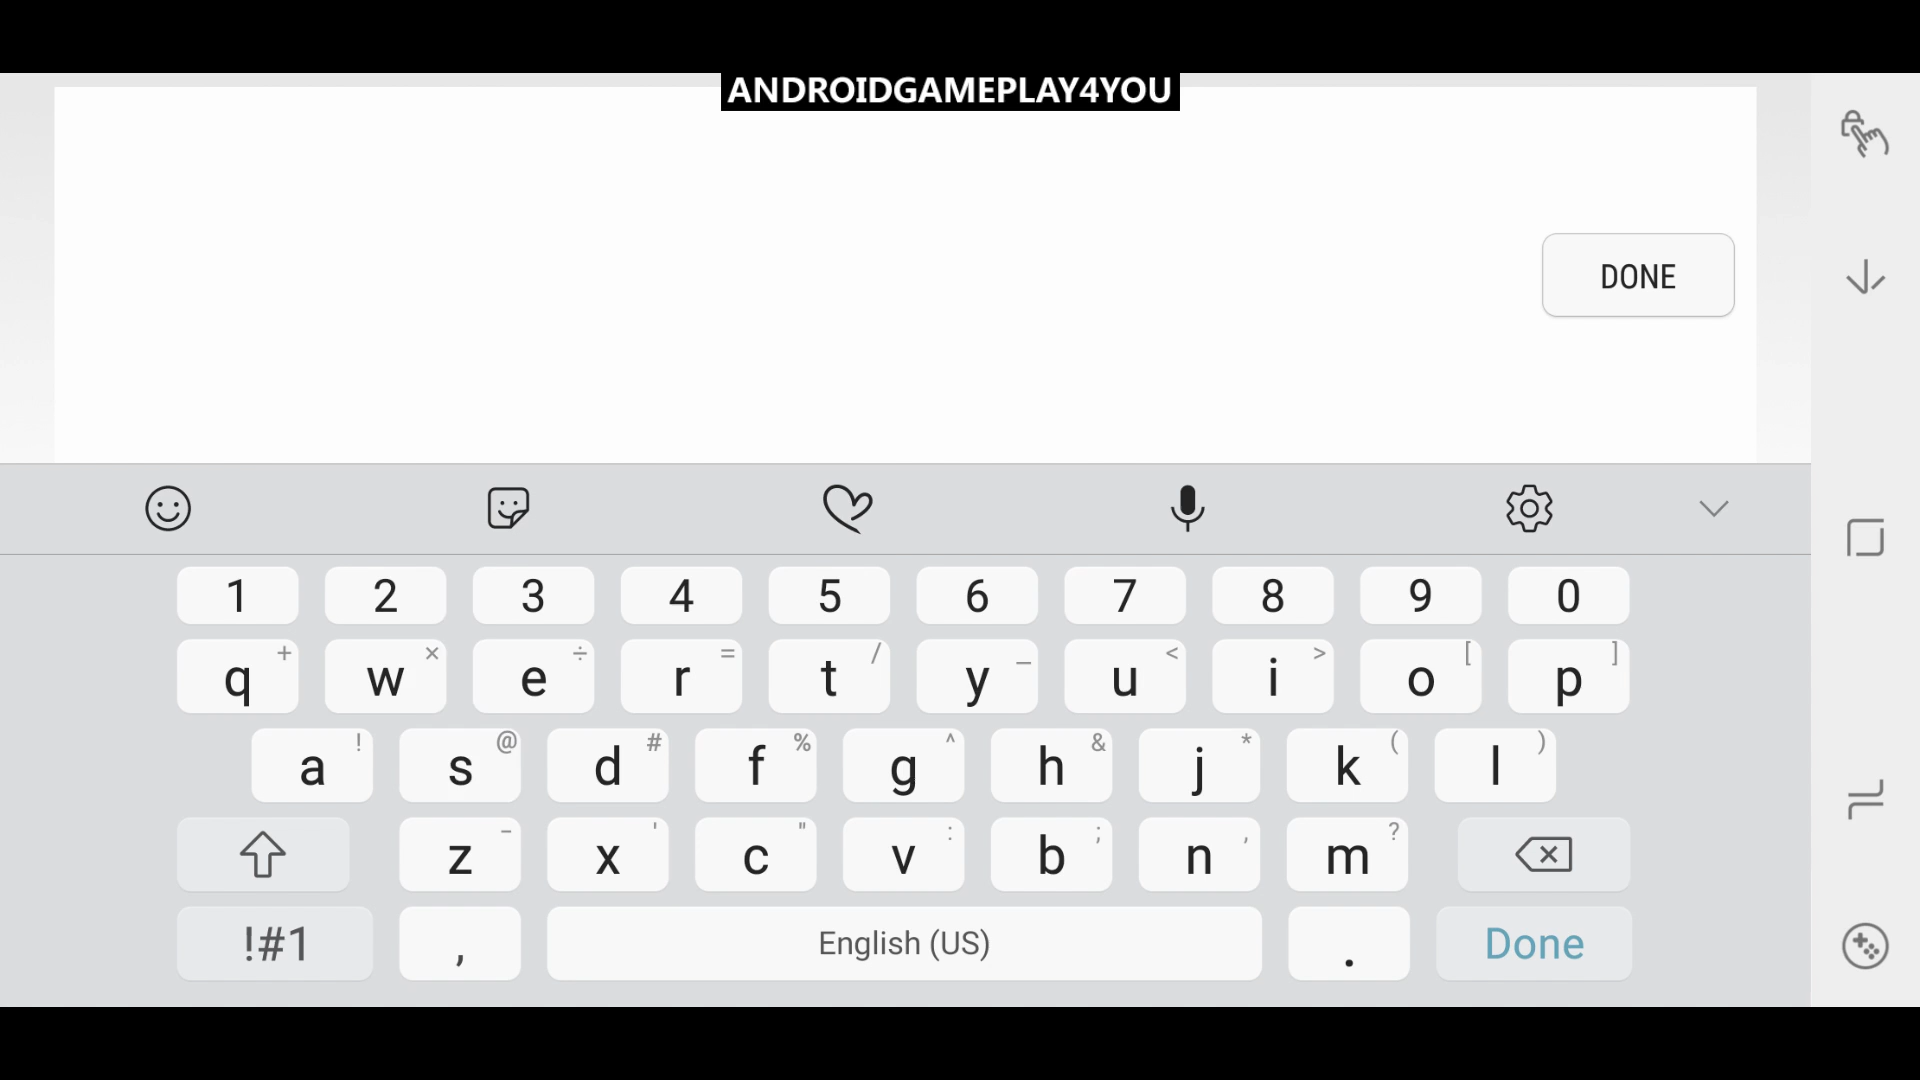 ANDROIDGAMEPLAY4YOU
DONE
1 2 3 4 5 6 7 8 9 0
q + w × e ÷ r = t / y _ u < i > o [ p ]
a ! s @ d # f % g ^ h & j * k ( l )
z - x ' c " v : b ; n , m ?
!#1 , English (US) . Done